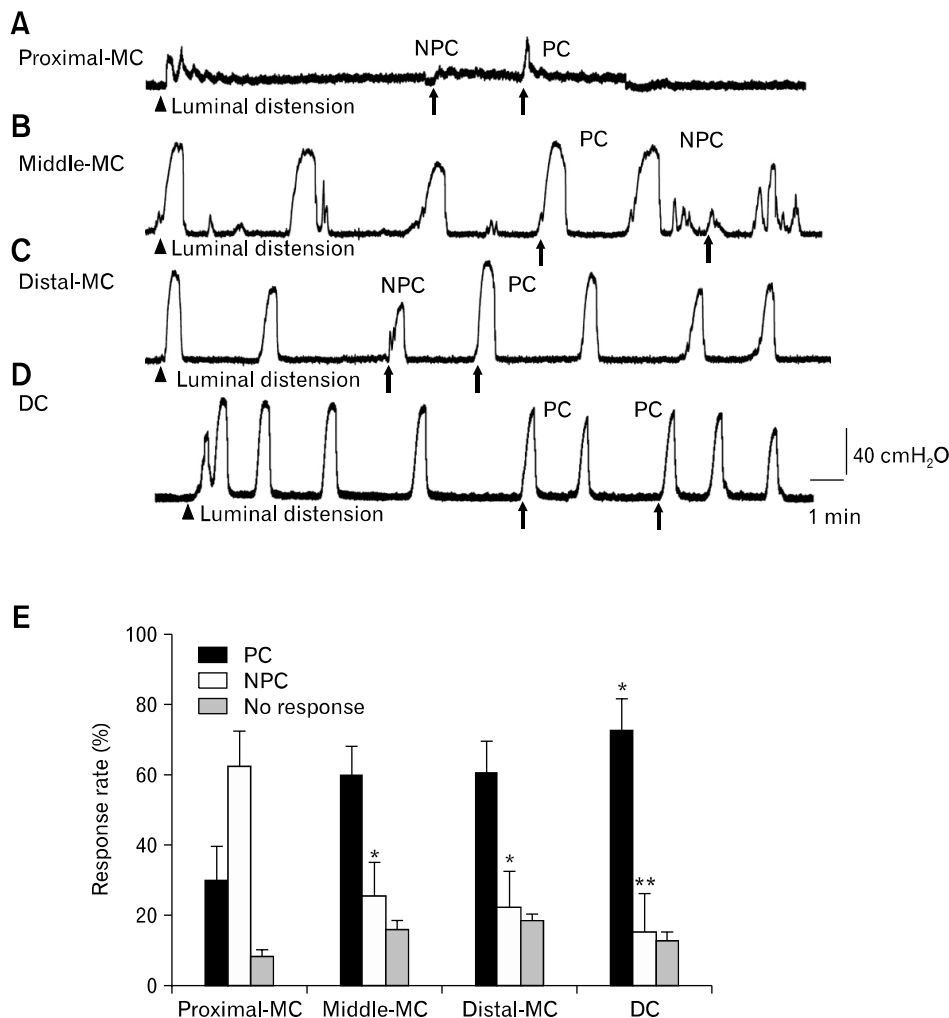 A
Proximal-MC
NPC PC
Luminal distension
B
Middle-MC
PC NPC
Luminal distension
C
Distal-MC
NPC PC
Luminal distension
D
DC
PC PC
40 cmH₂O
Luminal distension
1 min
E
100
80
60
40
20
0
Response rate (%)
PC
NPC
No response
*
*
*
**
Proximal-MC Middle-MC Distal-MC DC